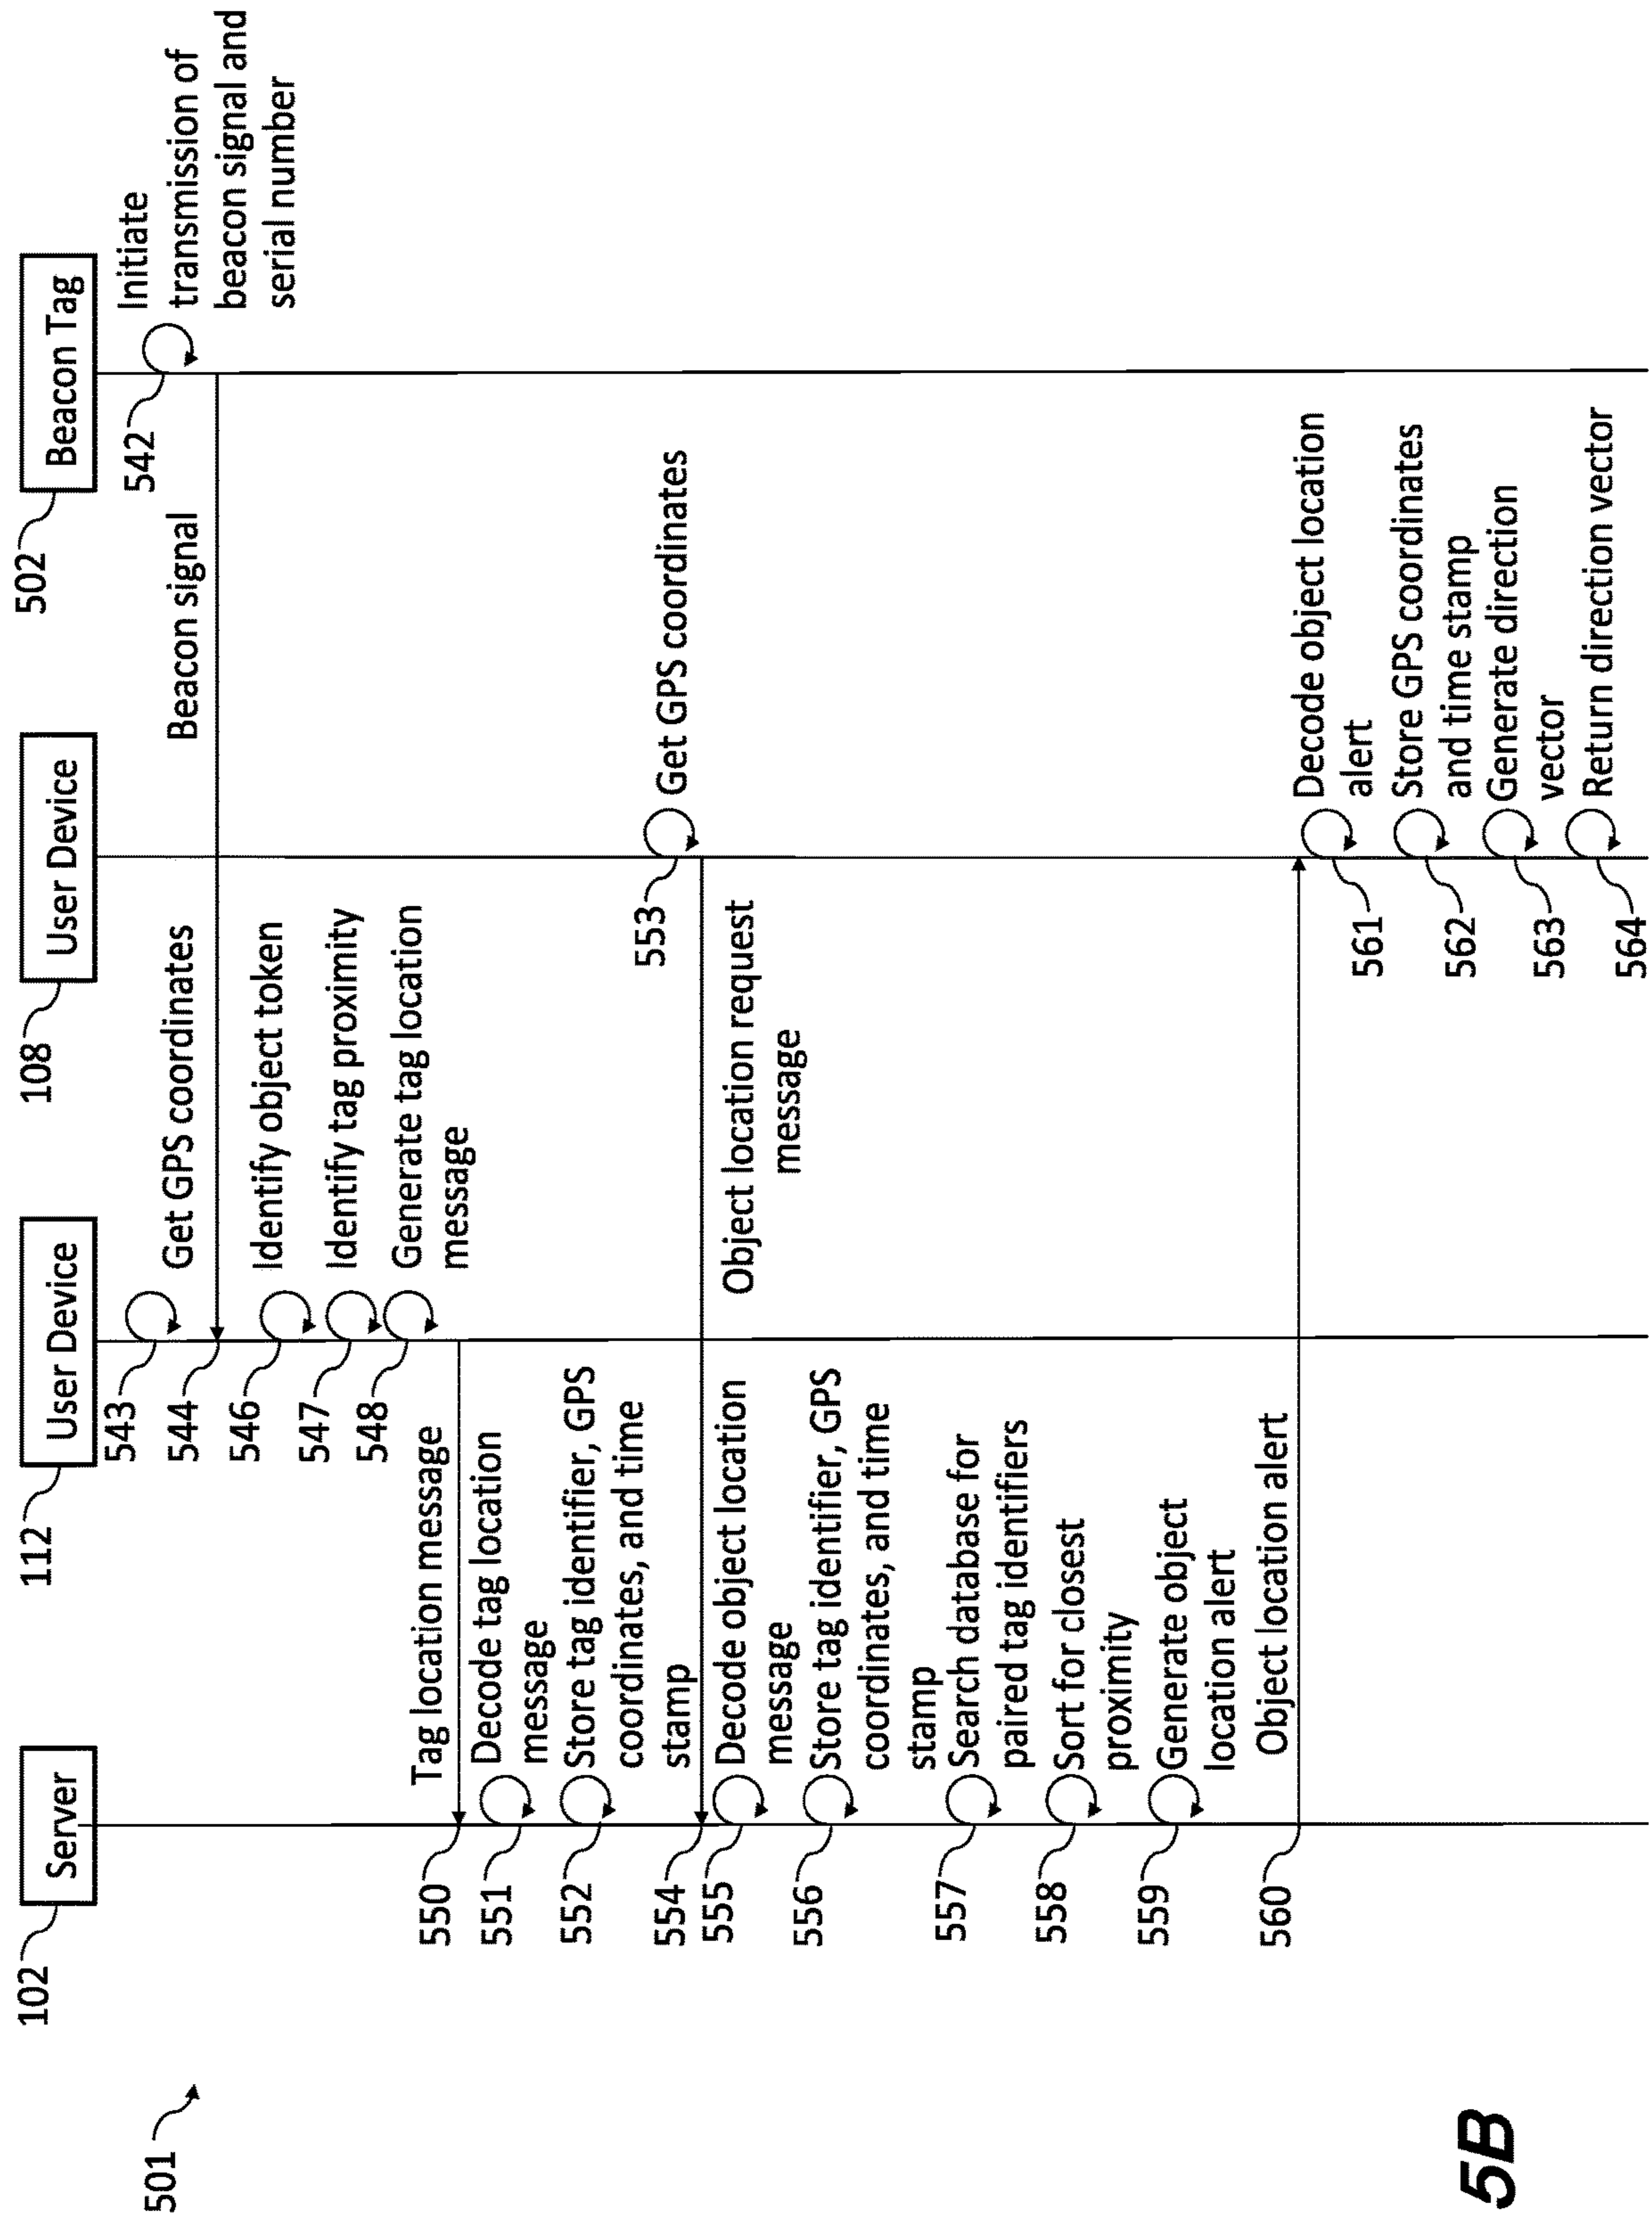 501
102
Server
112
User Device
108
User Device
502
Beacon Tag
542
Initiate
transmission of
beacon signal and
serial number
543
Get GPS coordinates
Beacon signal
544
546
Identify object token
547
Identify tag proximity
548
Generate tag location
message
Tag location message
550
551
Decode tag location
message
552
Store tag identifier, GPS
coordinates, and time
stamp
553
Get GPS coordinates
554
Object location request
message
555
Decode object location
message
556
Store tag identifier, GPS
coordinates, and time
stamp
557
Search database for
paired tag identifiers
558
Sort for closest
proximity
559
Generate object
location alert
Object location alert
560
561
Decode object location
alert
562
Store GPS coordinates
and time stamp
563
Generate direction
vector
564
Return direction vector
5B